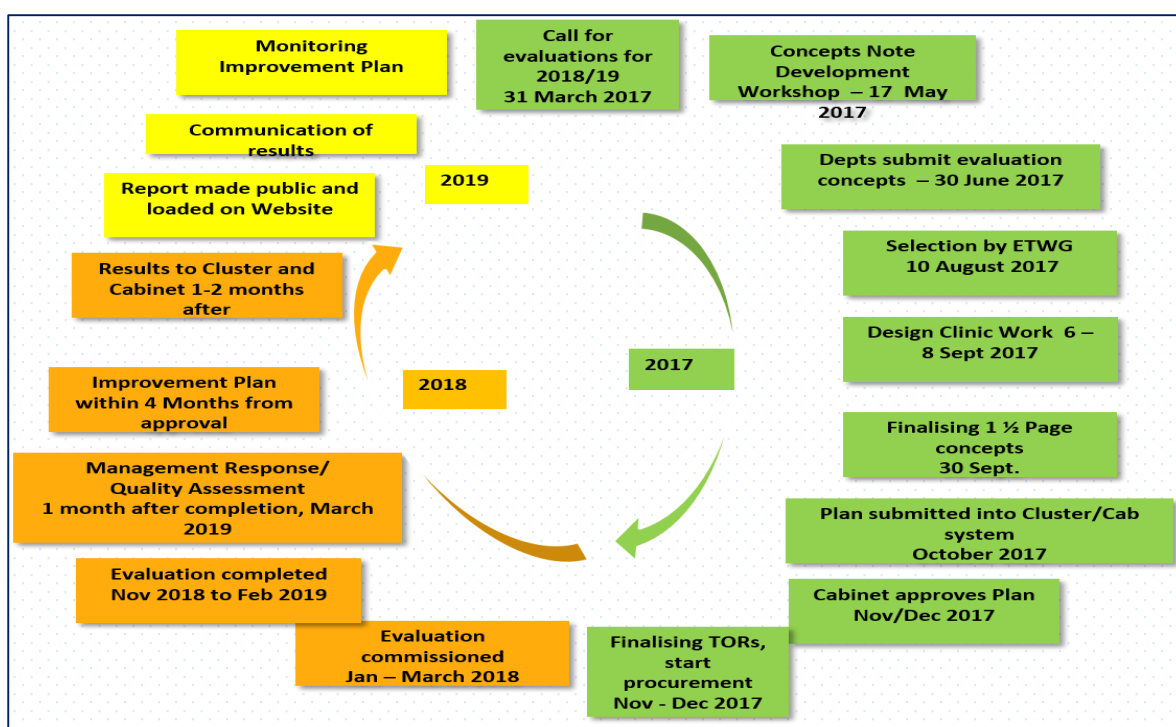 Call for
evaluations for
2018/19
31 March 2017
Concepts Note
Development
Workshop – 17 May
2017
Depts submit evaluation
concepts – 30 June 2017
Selection by ETWG
10 August 2017
Design Clinic Work 6 –
8 Sept 2017
Finalising 1 ½ Page
concepts
30 Sept.
Plan submitted into Cluster/Cab
system
October 2017
Cabinet approves Plan
Nov/Dec 2017
Finalising TORs,
start
procurement
Nov - Dec 2017
Evaluation
commissioned
Jan – March 2018
Evaluation completed
Nov 2018 to Feb 2019
Management Response/
Quality Assessment
1 month after completion, March
2019
Improvement Plan
within 4 Months from
approval
Results to Cluster and
Cabinet 1-2 months
after
Report made public and
loaded on Website
Communication of
results
Monitoring
Improvement Plan
2019
2017
2018